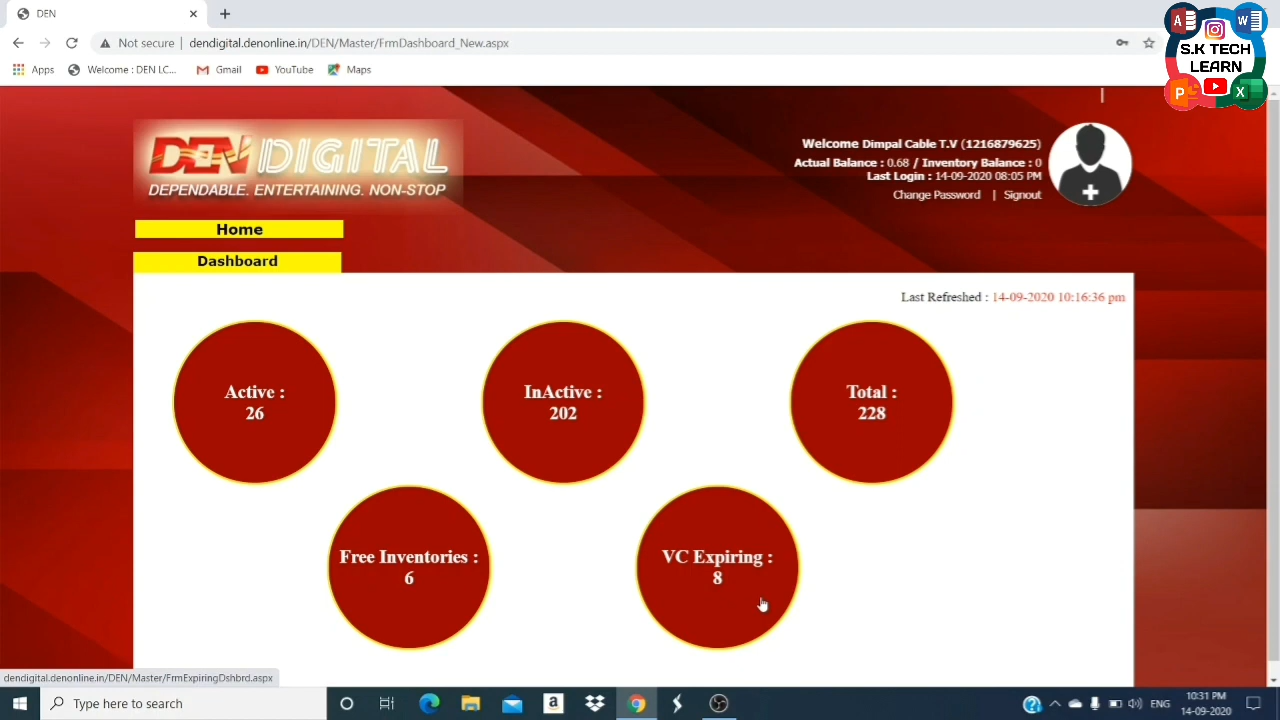 DEN
Not secure | dendigital.denonline.in/DEN/Master/FrmDashboard_New.aspx
Apps Welcome : DEN LC... Gmail YouTube Maps
S.K TECH
LEARN
DEN DIGITAL
DEPENDABLE. ENTERTAINING. NON-STOP
Welcome Dimpal Cable T.V (1216879625)
Actual Balance : 0.68 / Inventory Balance : 0
Last Login : 14-09-2020 08:05 PM
Change Password | Signout
Home
Dashboard
Last Refreshed : 14-09-2020 10:16:36 pm
Active :
26
InActive :
202
Total :
228
Free Inventories :
6
VC Expiring :
8
dendigital.denonline.in/DEN/Master/FrmExpiringDshbrd.aspx
Type here to search
ENG
10:31 PM
14-09-2020